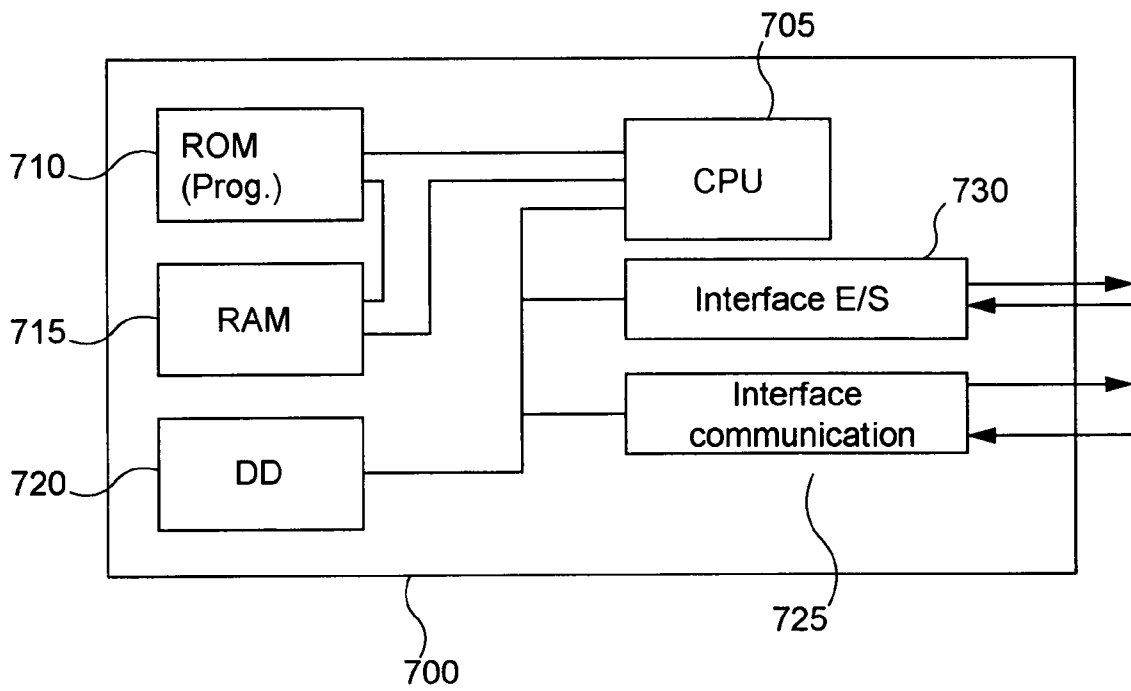 705
710
ROM
(Prog.)
CPU
730
Interface E/S
715
RAM
Interface
communication
720
DD
725
700